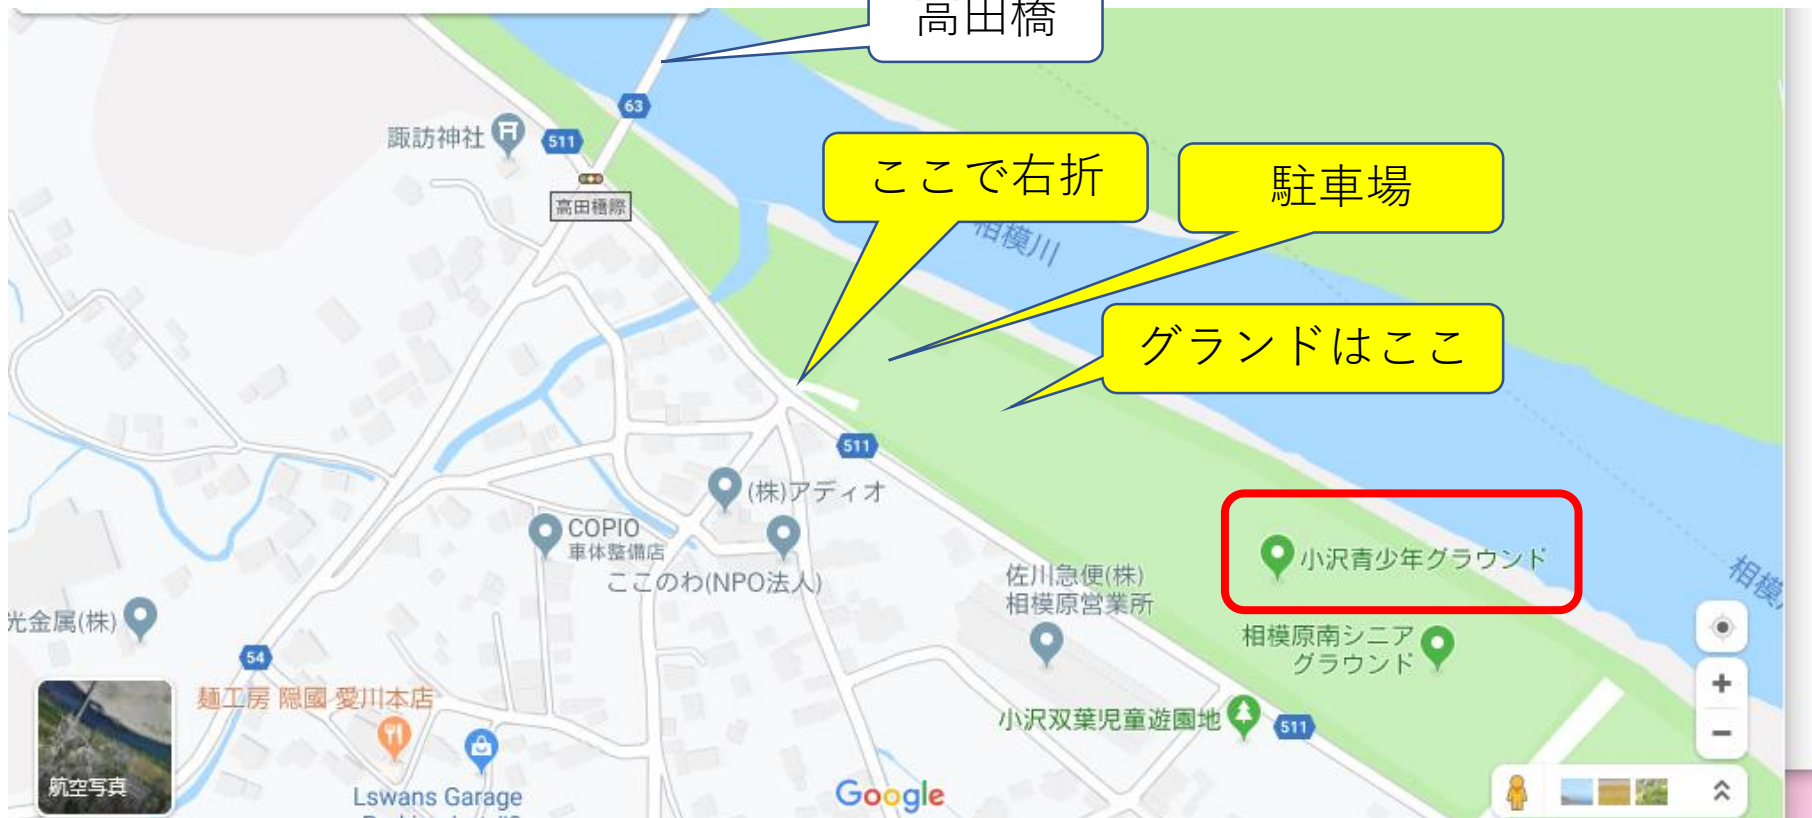 高田橋
63
諏訪神社
511
高田橋際
ここで右折
駐車場
相模川
グランドはここ
511
(株)アディオ
COPIO
車体整備店
ここのわ(NPO法人)
佐川急便(株)
相模原営業所
小沢青少年グラウンド
相模
光金属(株)
相模原南シニア
グラウンド
54
麺工房 隠國 愛川本店
小沢双葉児童遊園地
511
航空写真
Lswans Garage
Google